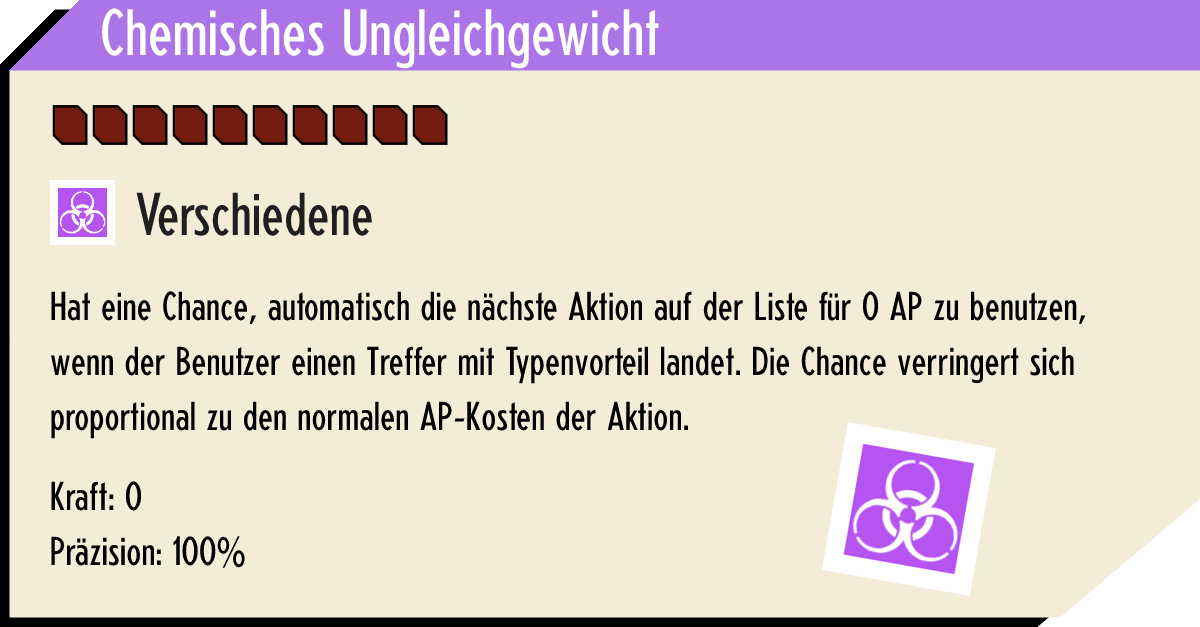 Chemisches Ungleichgewicht
Verschiedene
Hat eine Chance, automatisch die nächste Aktion auf der Liste für 0 AP zu benutzen,
wenn der Benutzer einen Treffer mit Typenvorteil landet. Die Chance verringert sich
proportional zu den normalen AP-Kosten der Aktion.
Kraft: 0
Präzision: 100%